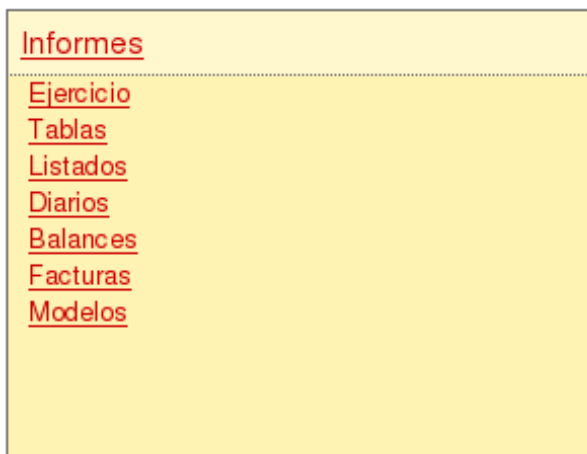 Informes
Ejercicio
Tablas
Listados
Diarios
Balances
Facturas
Modelos